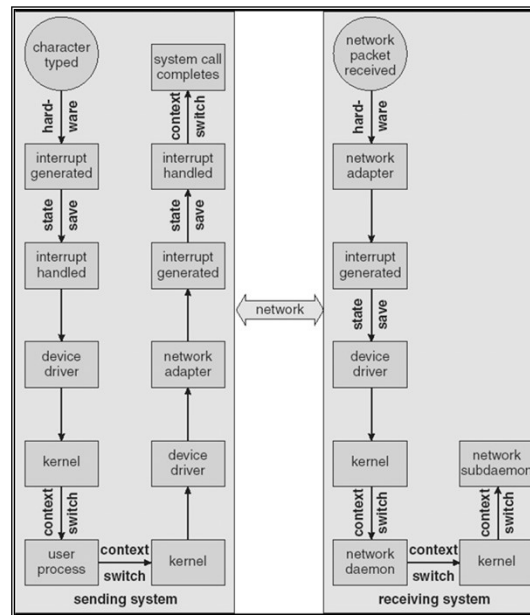 character
typed
hard-
ware
interrupt
generated
state
save
interrupt
handled
device
driver
kernel
context
switch
user
process
context
switch
kernel
device
driver
network
adapter
interrupt
generated
state
save
interrupt
handled
context
switch
system call
completes
sending system
network
network
packet
received
hard-
ware
network
adapter
interrupt
generated
state
save
device
driver
kernel
context
switch
network
daemon
context
switch
kernel
context
switch
network
subdaemon
receiving system